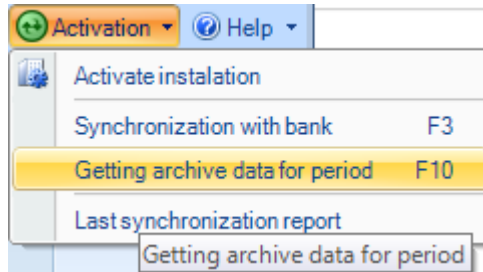 Activation Help
Activate instalation
Synchronization with bank F3
Getting archive data for period F10
Last synchronization report
Getting archive data for period